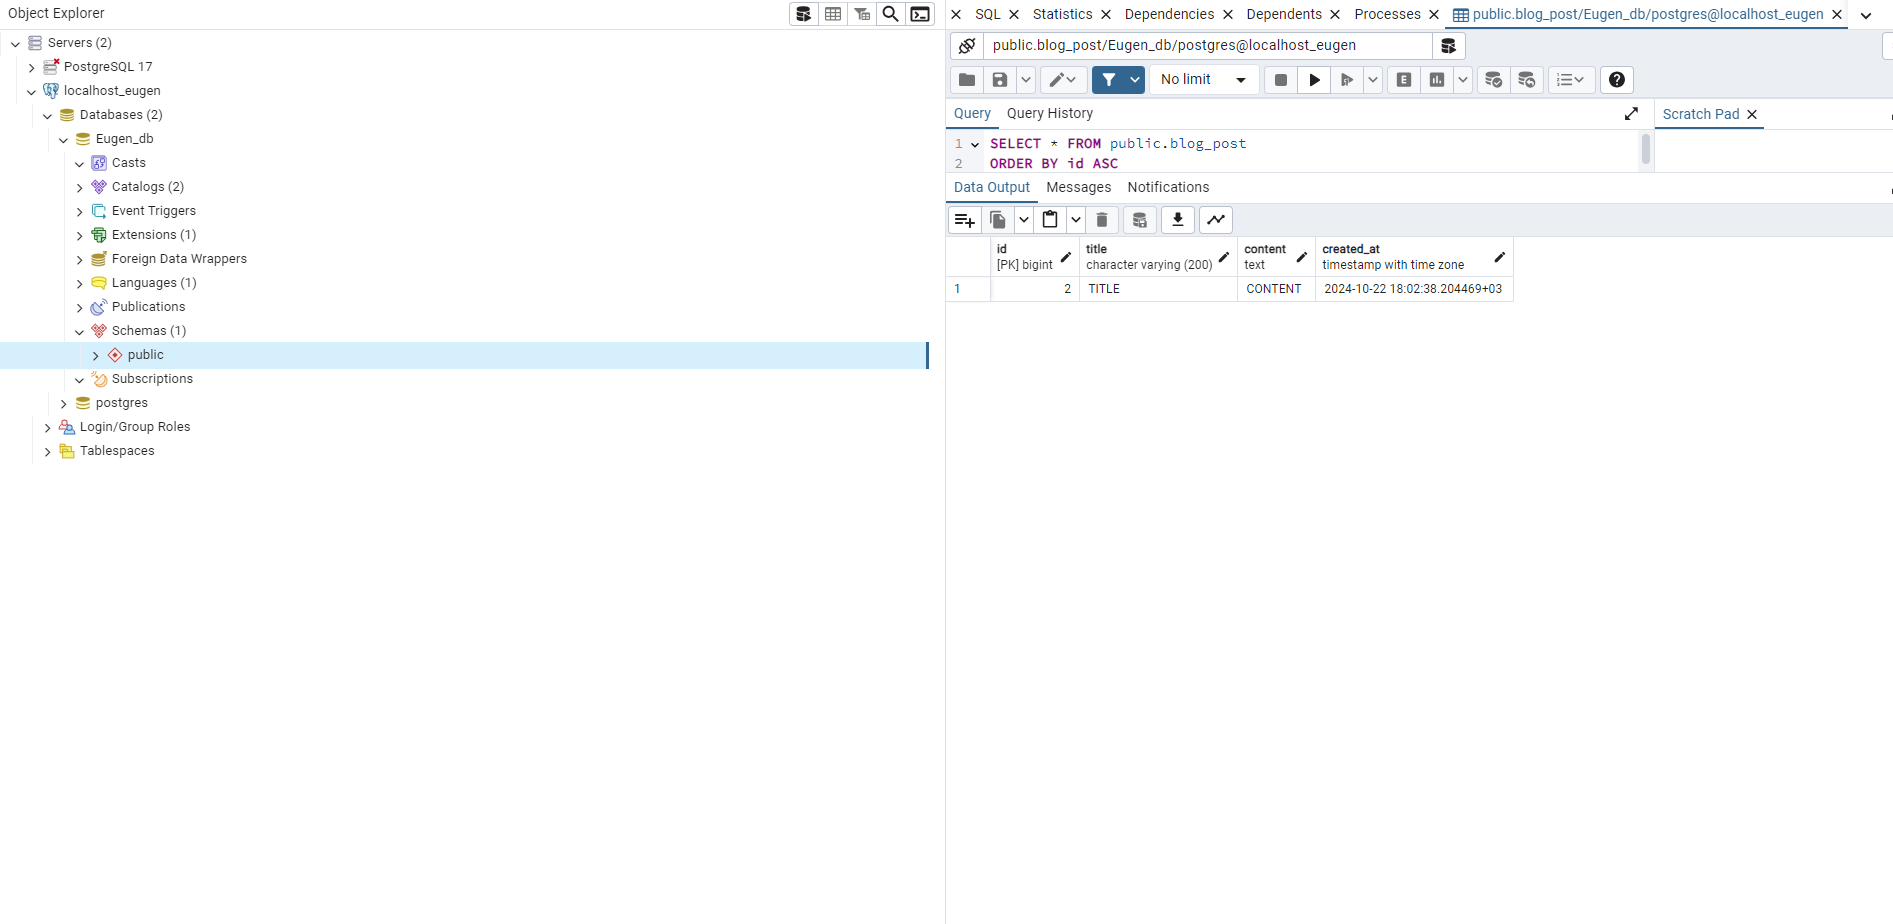 Object Explorer
Servers (2)
PostgreSQL 17
localhost_eugen
Databases (2)
Eugen_db
Casts
Catalogs (2)
Event Triggers
Extensions (1)
Foreign Data Wrappers
Languages (1)
Publications
Schemas (1)
public
Subscriptions
postgres
Login/Group Roles
Tablespaces
SQL Statistics Dependencies Dependents Processes public.blog_post/Eugen_db/postgres@localhost_eugen
public.blog_post/Eugen_db/postgres@localhost_eugen
No limit E
Query Query History
Scratch Pad
1 SELECT * FROM public.blog_post
2 ORDER BY id ASC
Data Output Messages Notifications
id title content created_at
[PK] bigint character varying (200) text timestamp with time zone
1 2 TITLE CONTENT 2024-10-22 18:02:38.204469+03